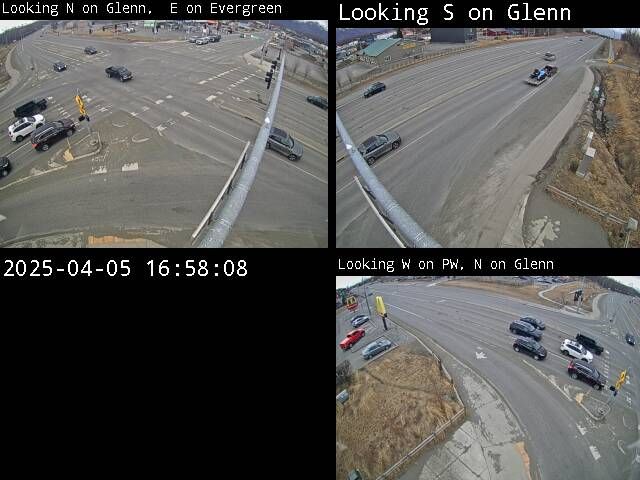 Looking N on Glenn,  E on Evergreen
Looking S on Glenn
2025-04-05 16:58:08
Looking W on PW, N on Glenn